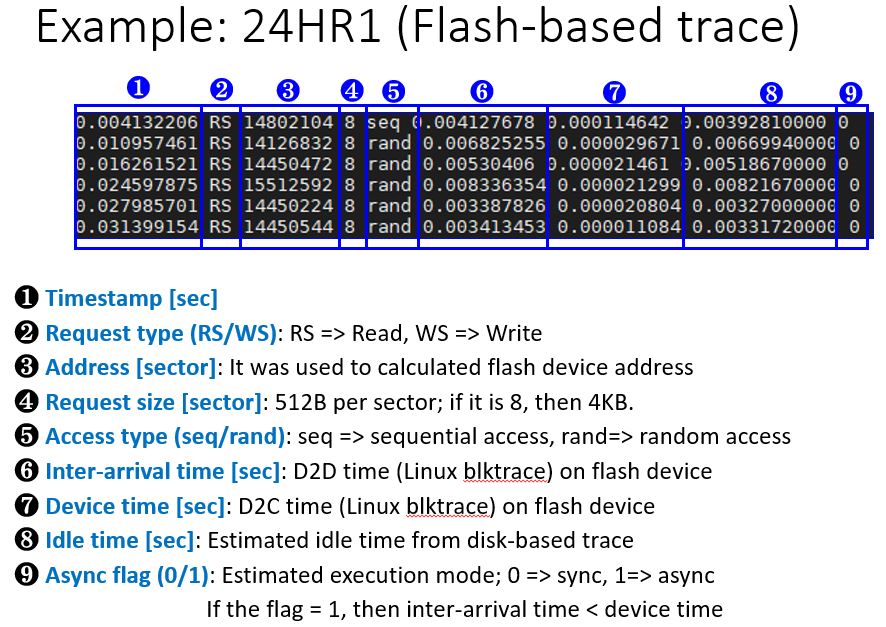 Example: 24HR1 (Flash-based trace)
❶ ❷ ❸ ❹ ❺ ❻ ❼ ❽ ❾
0.004132206 RS 14802104 8 seq 0.004127678 0.000114642 0.00392810000 0
0.010957461 RS 14126832 8 rand 0.006825255 0.000029671 0.00669940000 0
0.016261521 RS 14450472 8 rand 0.00530406 0.000021461 0.00518670000 0
0.024597875 RS 15512592 8 rand 0.008336354 0.000021299 0.00821670000 0
0.027985701 RS 14450224 8 rand 0.003387826 0.000020804 0.00327000000 0
0.031399154 RS 14450544 8 rand 0.003413453 0.000011084 0.00331720000 0
❶ Timestamp [sec]
❷ Request type (RS/WS): RS => Read, WS => Write
❸ Address [sector]: It was used to calculated flash device address
❹ Request size [sector]: 512B per sector; if it is 8, then 4KB.
❺ Access type (seq/rand): seq => sequential access, rand=> random access
❻ Inter-arrival time [sec]: D2D time (Linux blktrace) on flash device
❼ Device time [sec]: D2C time (Linux blktrace) on flash device
❽ Idle time [sec]: Estimated idle time from disk-based trace
❾ Async flag (0/1): Estimated execution mode; 0 => sync, 1=> async
If the flag = 1, then inter-arrival time < device time